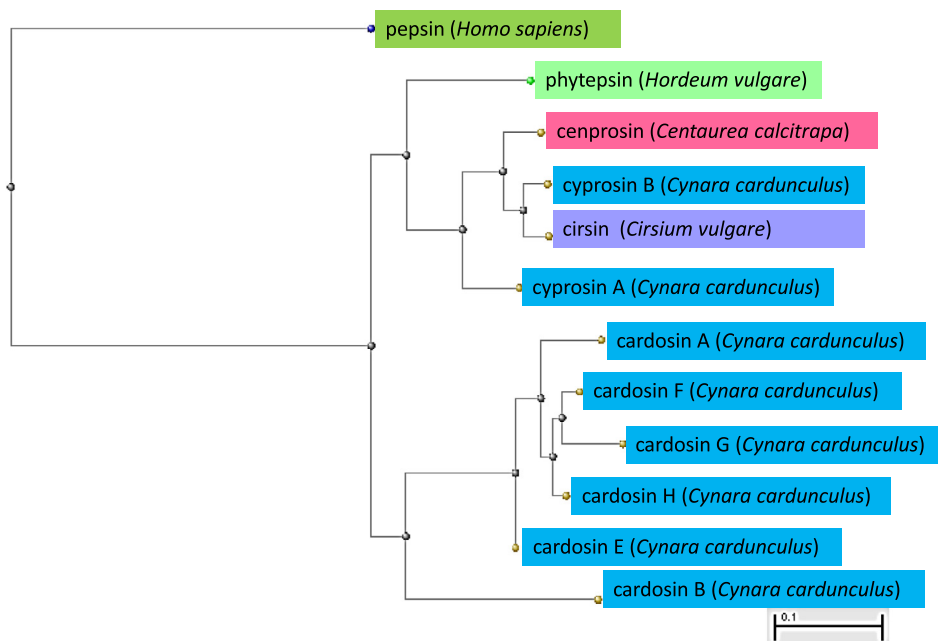 pepsin (Homo sapiens)
phytepsin (Hordeum vulgare)
cenprosin (Centaurea calcitrapa)
cyprosin B (Cynara cardunculus)
cirsin (Cirsium vulgare)
cyprosin A (Cynara cardunculus)
cardosin A (Cynara cardunculus)
cardosin F (Cynara cardunculus)
cardosin G (Cynara cardunculus)
cardosin H (Cynara cardunculus)
cardosin E (Cynara cardunculus)
cardosin B (Cynara cardunculus)
0.1